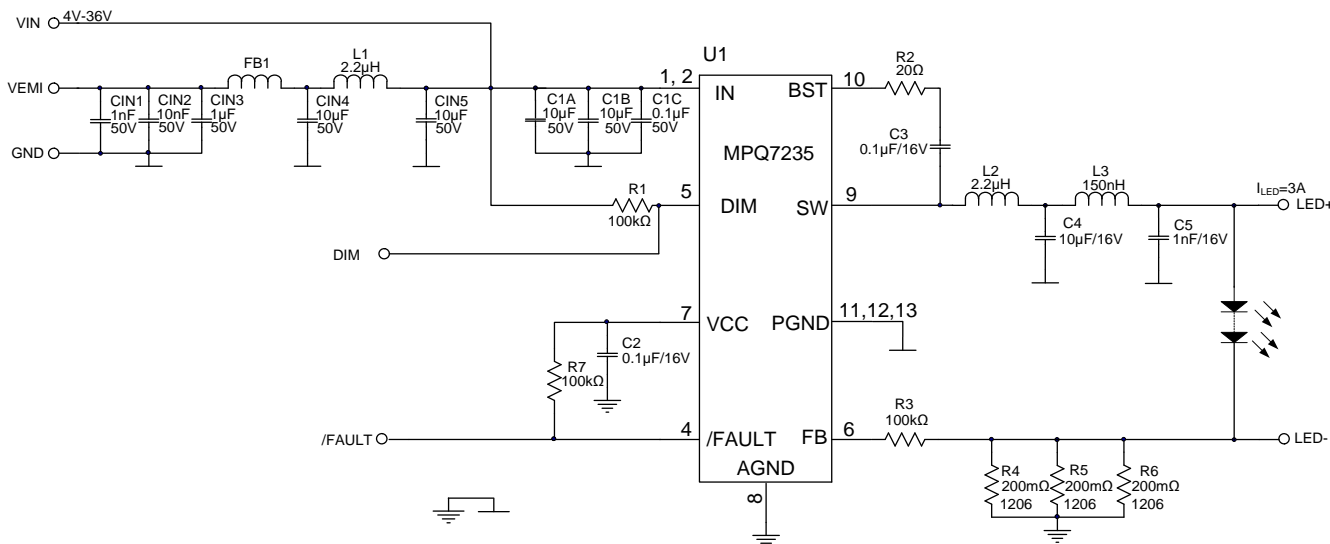 VIN
4V-36V
VEMI
GND
CIN1
1nF
50V
CIN2
10nF
50V
CIN3
1µF
50V
FB1
CIN4
10µF
50V
L1
2.2µH
CIN5
10µF
50V
C1A
10µF
50V
C1B
10µF
50V
C1C
0.1µF
50V
U1
1, 2
IN
BST
10
R2
20Ω
C3
0.1µF/16V
MPQ7235
R1
100kΩ
5
DIM
SW
9
L2
2.2µH
L3
150nH
ILED=3A
LED+
C4
10µF/16V
C5
1nF/16V
DIM
7
VCC
PGND
11,12,13
C2
0.1µF/16V
R7
100kΩ
/FAULT
4
/FAULT
FB
6
R3
100kΩ
LED-
AGND
8
R4
200mΩ
1206
R5
200mΩ
1206
R6
200mΩ
1206